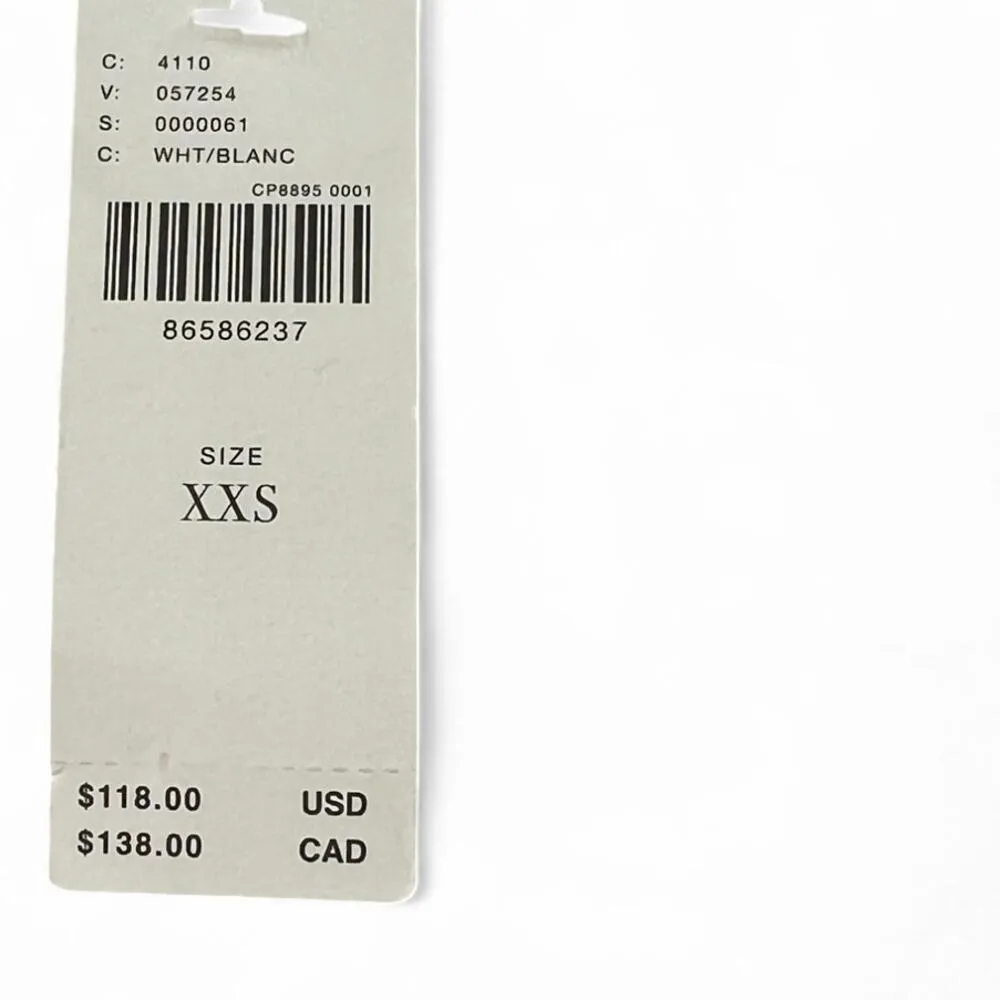 C: 4110
V: 057254
S: 0000061
C: WHT/BLANC
CP8895 0001
86586237
SIZE
XXS
$118.00 USD
$138.00 CAD